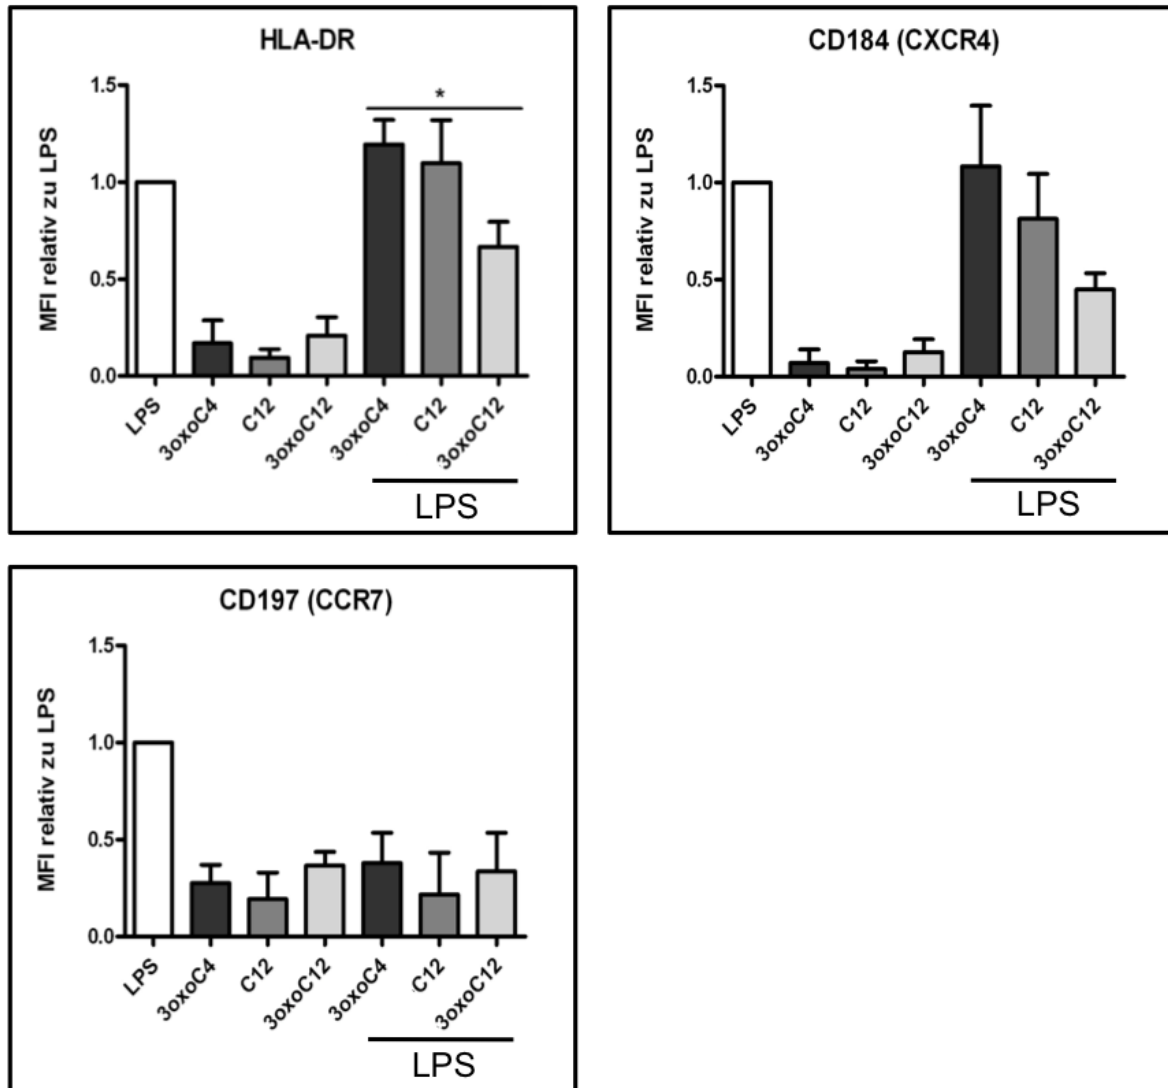 HLA-DR
*
MFI relativ zu LPS
1.5
1.0
0.5
0.0
LPS
3oxoC4
C12
3oxoC12
3oxoC4
C12
3oxoC12
LPS
CD184 (CXCR4)
MFI relativ zu LPS
1.5
1.0
0.5
0.0
LPS
3oxoC4
C12
3oxoC12
3oxoC4
C12
3oxoC12
LPS
CD197 (CCR7)
MFI relativ zu LPS
1.5
1.0
0.5
0.0
LPS
3oxoC4
C12
3oxoC12
3oxoC4
C12
3oxoC12
LPS